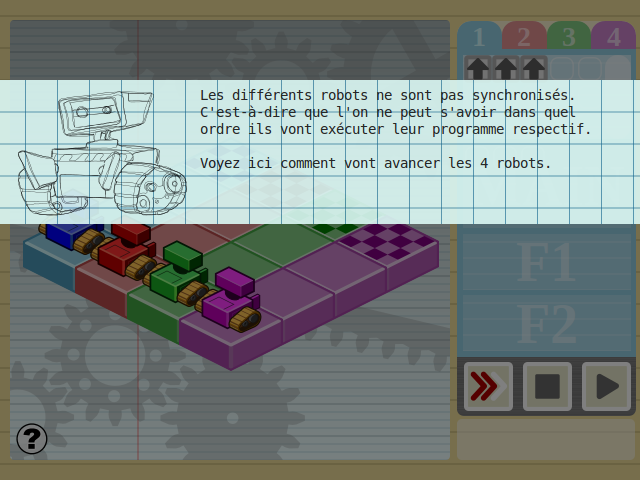 1 2 3 4
Les différents robots ne sont pas synchronisés.
C'est-à-dire que l'on ne peut s'avoir dans quel
ordre ils vont exécuter leur programme respectif.
Voyez ici comment vont avancer les 4 robots.
F1
F2
?